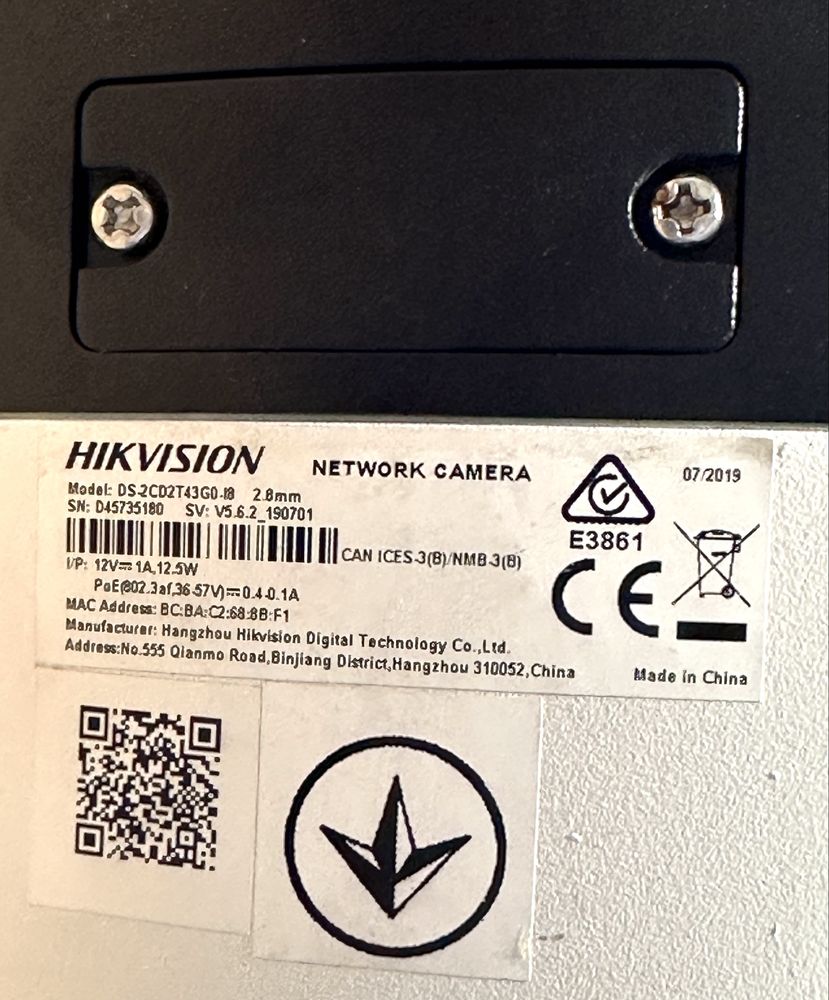 HIKVISION NETWORK CAMERA 07/2019
Model: DS-2CD2T43G0-I8 2.8mm
SN: D45735180 SV: V5.6.2_190701
CAN ICES-3(B)/NMB-3(B)
E3861
I/P: 12V⎓1A,12.5W
PoE(802.3af,36-57V)⎓0.4-0.1A
MAC Address: BC:BA:C2:68:8B:F1
CE
Manufacturer: Hangzhou Hikvision Digital Technology Co.,Ltd.
Address:No.555 Qianmo Road,Binjiang District,Hangzhou 310052,China
Made in China